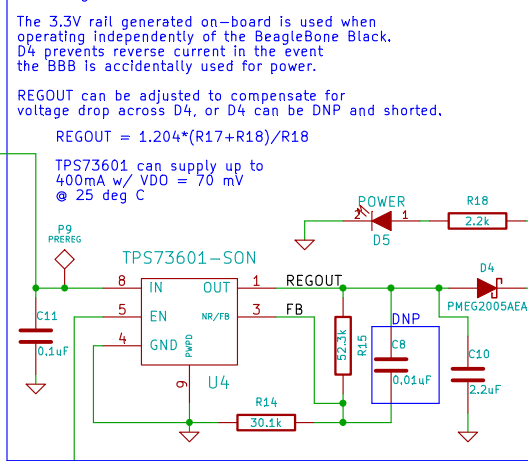 The 3.3V rail generated on-board is used when
operating independently of the BeagleBone Black.
D4 prevents reverse current in the event
the BBB is accidentally used for power.
REGOUT can be adjusted to compensate for
voltage drop across D4, or D4 can be DNP and shorted.
REGOUT = 1.204*(R17+R18)/R18
TPS73601 can supply up to
400mA w/ VDO = 70 mV
@ 25 deg C
POWER
2
1
D5
R18
2.2k
P9
PREREG
TPS73601-SON
8 IN OUT 1 REGOUT
5 EN NR/FB 3 FB
4 GND
PWPD
9
U4
C11
0.1uF
R14
30.1k
52.3k
R15
DNP
C8
0.01uF
D4
PMEG2005AEA
C10
2.2uF